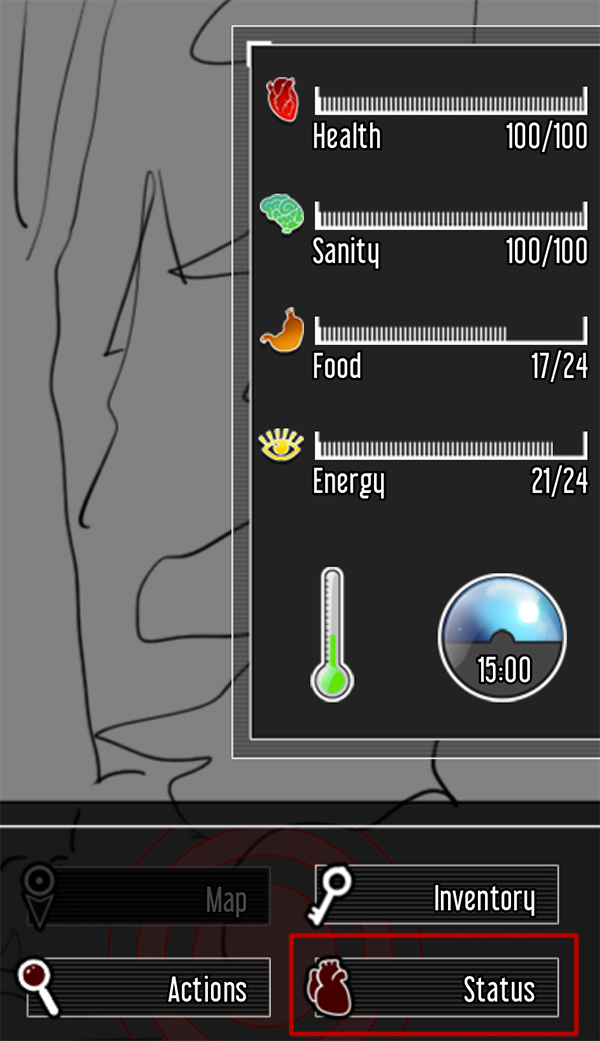 Health 100/100
Sanity 100/100
Food 17/24
Energy 21/24
15:00
Map Inventory
Actions Status